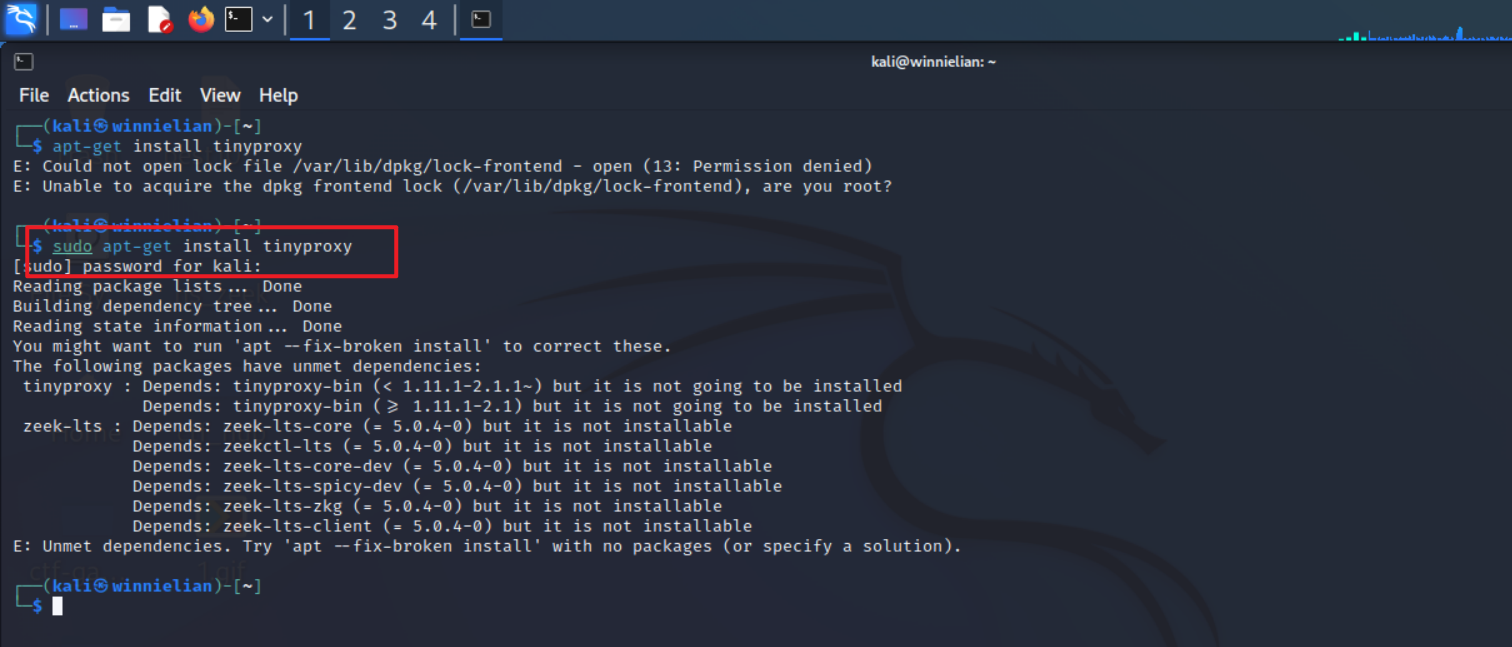 1 2 3 4
kali@winnielian: ~
File Actions Edit View Help
┌──(kali㉿winnielian)-[~]
└─$ apt-get install tinyproxy
E: Could not open lock file /var/lib/dpkg/lock-frontend - open (13: Permission denied)
E: Unable to acquire the dpkg frontend lock (/var/lib/dpkg/lock-frontend), are you root?
┌──(kali㉿winnielian)-[~]
└─$ sudo apt-get install tinyproxy
[sudo] password for kali:
Reading package lists... Done
Building dependency tree... Done
Reading state information... Done
You might want to run 'apt --fix-broken install' to correct these.
The following packages have unmet dependencies:
tinyproxy : Depends: tinyproxy-bin (< 1.11.1-2.1.1~) but it is not going to be installed
Depends: tinyproxy-bin (>= 1.11.1-2.1) but it is not going to be installed
zeek-lts : Depends: zeek-lts-core (= 5.0.4-0) but it is not installable
Depends: zeekctl-lts (= 5.0.4-0) but it is not installable
Depends: zeek-lts-core-dev (= 5.0.4-0) but it is not installable
Depends: zeek-lts-spicy-dev (= 5.0.4-0) but it is not installable
Depends: zeek-lts-zkg (= 5.0.4-0) but it is not installable
Depends: zeek-lts-client (= 5.0.4-0) but it is not installable
E: Unmet dependencies. Try 'apt --fix-broken install' with no packages (or specify a solution).
┌──(kali㉿winnielian)-[~]
└─$